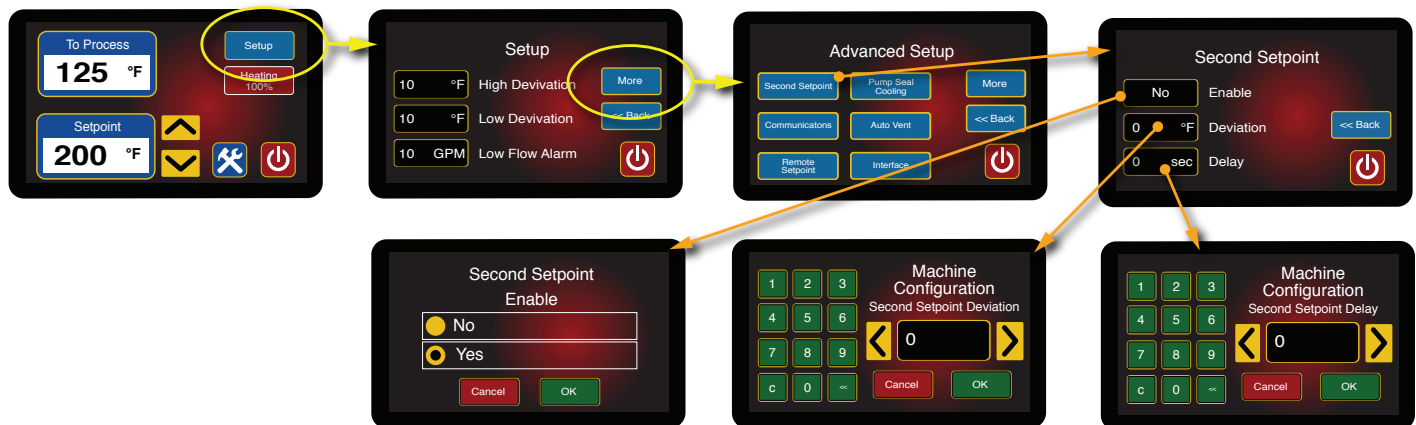 To Process
125 °F
Setup
Heating
100%
Setpoint
200 °F
Setup
10 °F High Devivation
10 °F Low Devivation
10 GPM Low Flow Alarm
More
<< Back
Advanced Setup
Second Setpoint
Pump Seal
Cooling
More
Communicatons
Auto Vent
<< Back
Remote
Setpoint
Interface
Second Setpoint
No Enable
0 °F Deviation
0 sec Delay
<< Back
Second Setpoint
Enable
No
Yes
Cancel OK
Machine
Configuration
Second Setpoint Deviation
1 2 3
4 5 6
7 8 9
c 0 <<
0
Cancel OK
Machine
Configuration
Second Setpoint Delay
1 2 3
4 5 6
7 8 9
c 0 <<
0
Cancel OK